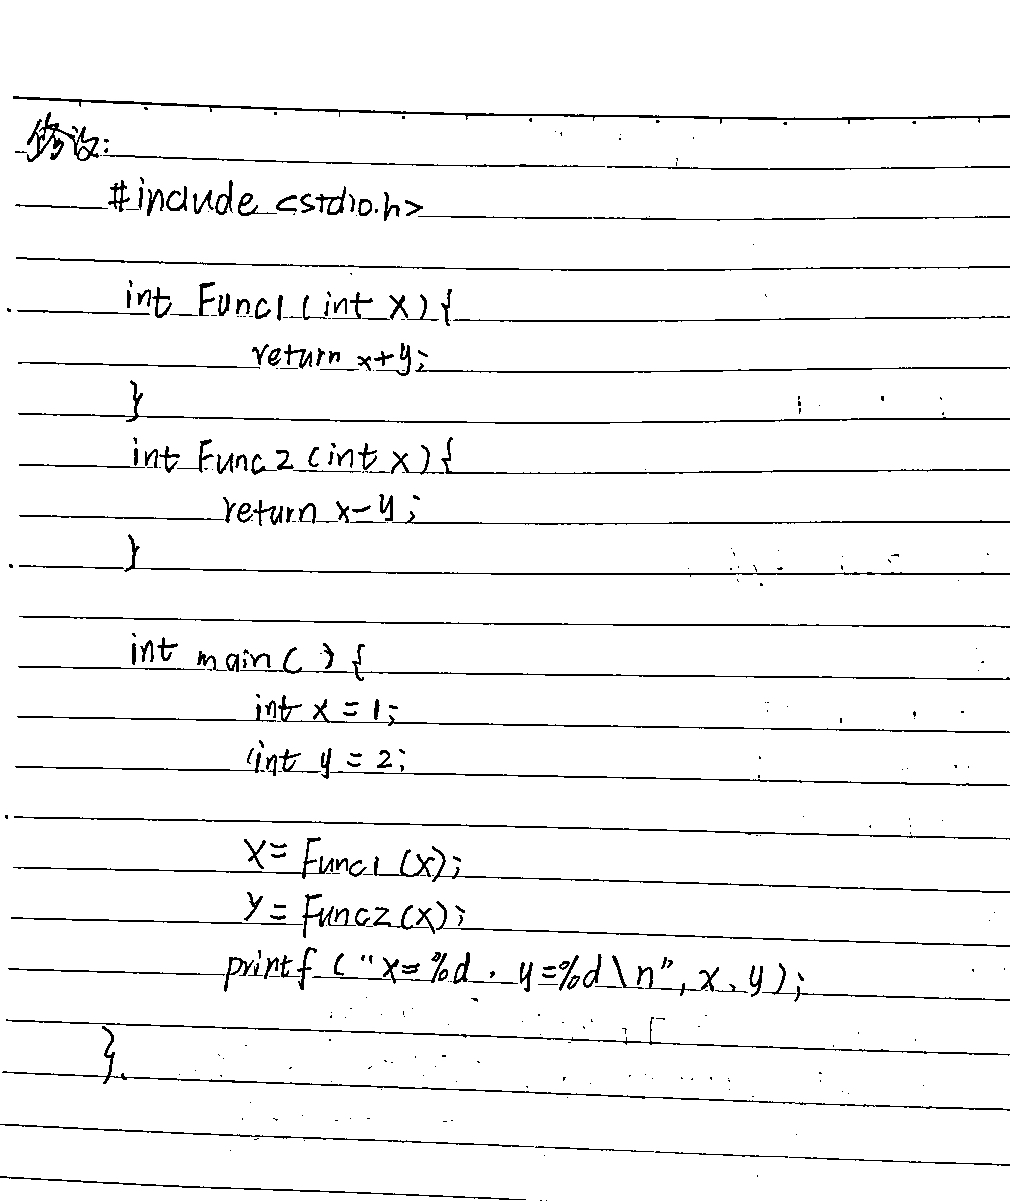 修改:
#include <stdio.h>
int Func1(int x){
return x+y;
}
int Func2(int x){
return x-y;
}
int main( ){
int x=1;
int y=2;
x=Func1(x);
y=Func2(x);
printf("x=%d, y=%d\n", x, y);
}.